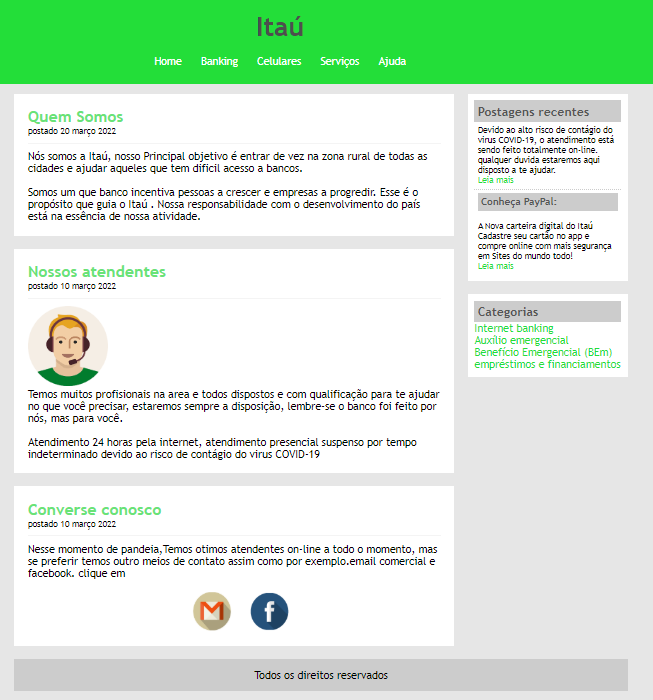 Itaú
Home Banking Celulares Serviços Ajuda
Quem Somos
postado 20 março 2022
Nós somos a Itaú, nosso Principal objetivo é entrar de vez na zona rural de todas as
cidades e ajudar aqueles que tem dificil acesso a bancos.
Somos um que banco incentiva pessoas a crescer e empresas a progredir. Esse é o
propósito que guia o Itaú . Nossa responsabilidade com o desenvolvimento do país
está na essência de nossa atividade.
Nossos atendentes
postado 10 março 2022
Temos muitos profisionais na area e todos dispostos e com qualificação para te ajudar
no que você precisar, estaremos sempre a disposição, lembre-se o banco foi feito por
nós, mas para você.
Atendimento 24 horas pela internet, atendimento presencial suspenso por tempo
indeterminado devido ao risco de contágio do virus COVID-19
Converse conosco
postado 10 março 2022
Nesse momento de pandeia,Temos otimos atendentes on-line a todo o momento, mas
se preferir temos outro meios de contato assim como por exemplo.email comercial e
facebook. clique em
Postagens recentes
Devido ao alto risco de contágio do
virus COVID-19, o atendimento está
sendo feito totalmente on-line.
qualquer duvida estaremos aqui
disposto a te ajudar.
Leia mais
Conheça PayPal:
A Nova carteira digital do Itaú
Cadastre seu cartão no app e
compre online com mais segurança
em Sites do mundo todo!
Leia mais
Categorias
Internet banking
Auxílio emergencial
Benefício Emergencial (BEm)
empréstimos e financiamentos
Todos os direitos reservados